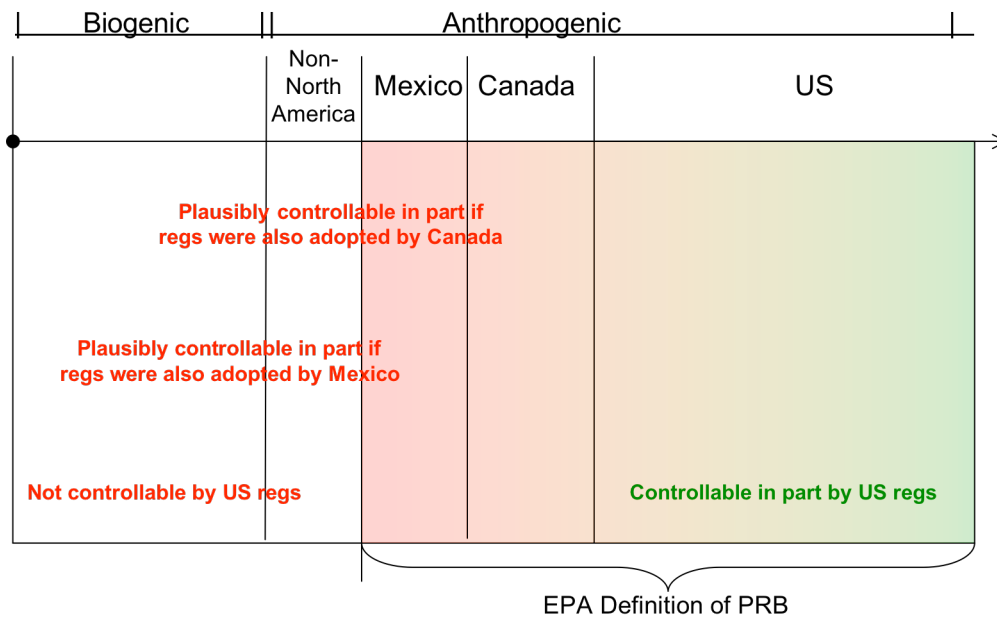 Biogenic
Anthropogenic
Non-
North
America
Mexico
Canada
US
Plausibly controllable in part if
regs were also adopted by Canada
Plausibly controllable in part if
regs were also adopted by Mexico
Not controllable by US regs
Controllable in part by US regs
EPA Definition of PRB